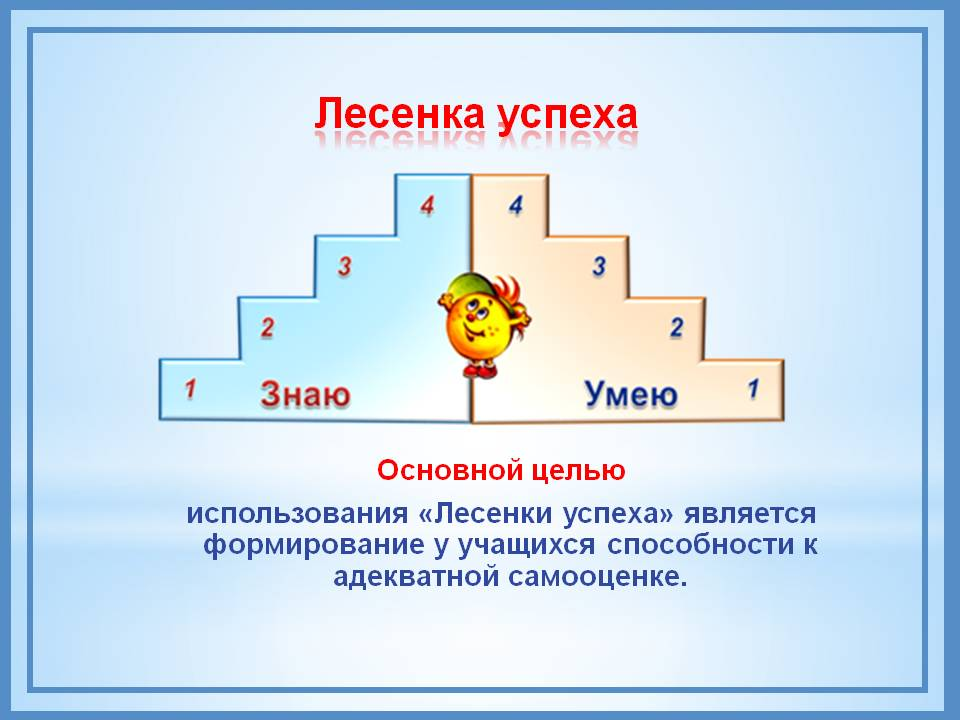 Лесенка успеха
4 4
3 3
2 2
1 Знаю Умею 1
Основной целью
использования «Лесенки успеха» является
формирование у учащихся способности к
адекватной самооценке.